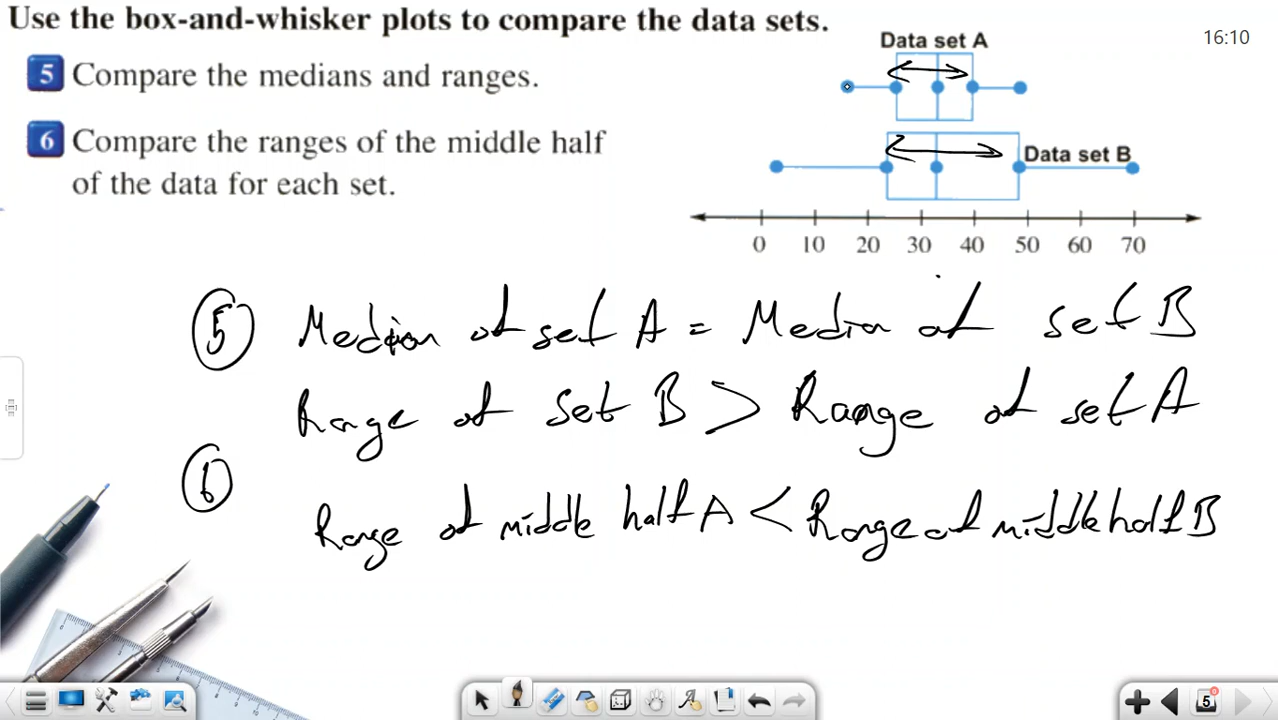 Use the box-and-whisker plots to compare the data sets.
16:10
5 Compare the medians and ranges.
6 Compare the ranges of the middle half
of the data for each set.
Data set A
Data set B
0 10 20 30 40 50 60 70
5 Median of set A = Media of set B
Range of set B > Range of set A
6
Range of middle half A < Range of middle half B
5